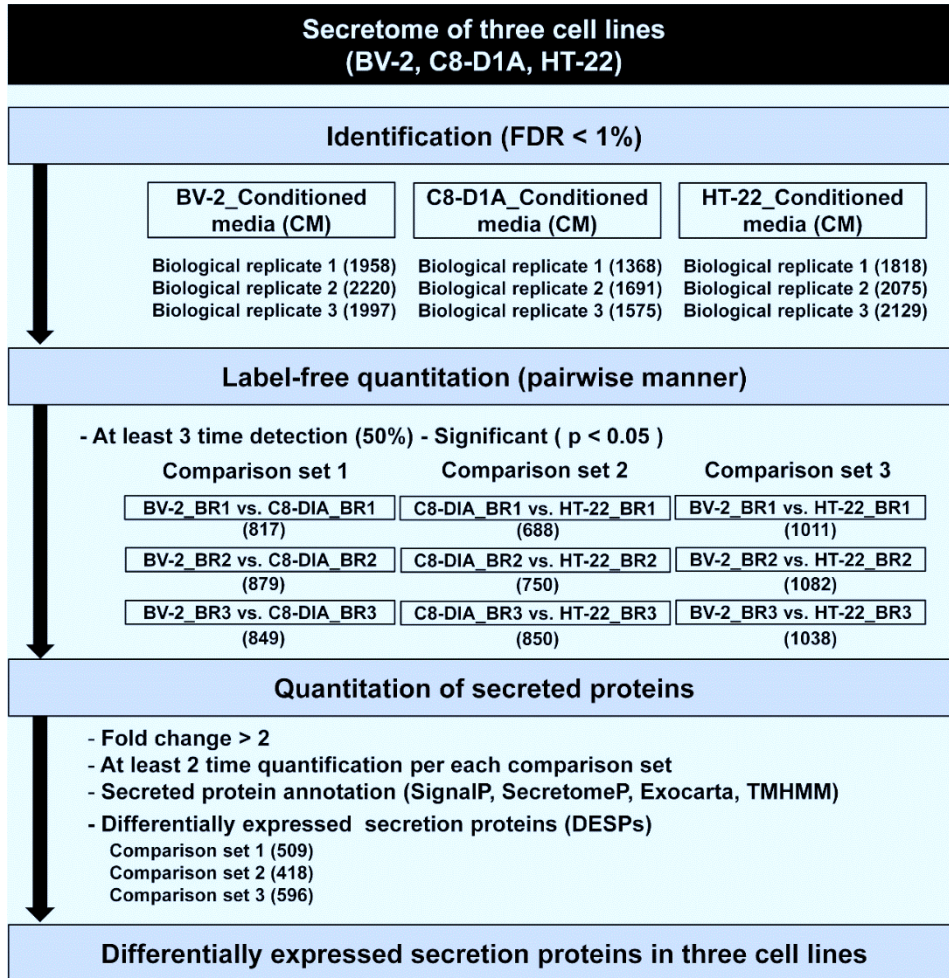 Secretome of three cell lines
(BV-2, C8-D1A, HT-22)
Identification (FDR < 1%)
BV-2_Conditioned
media (CM)
C8-D1A_Conditioned
media (CM)
HT-22_Conditioned
media (CM)
Biological replicate 1 (1958)
Biological replicate 2 (2220)
Biological replicate 3 (1997)
Biological replicate 1 (1368)
Biological replicate 2 (1691)
Biological replicate 3 (1575)
Biological replicate 1 (1818)
Biological replicate 2 (2075)
Biological replicate 3 (2129)
Label-free quantitation (pairwise manner)
- At least 3 time detection (50%) - Significant ( p < 0.05 )
Comparison set 1
BV-2_BR1 vs. C8-DIA_BR1
(817)
BV-2_BR2 vs. C8-DIA_BR2
(879)
BV-2_BR3 vs. C8-DIA_BR3
(849)
Comparison set 2
C8-DIA_BR1 vs. HT-22_BR1
(688)
C8-DIA_BR2 vs. HT-22_BR2
(750)
C8-DIA_BR3 vs. HT-22_BR3
(850)
Comparison set 3
BV-2_BR1 vs. HT-22_BR1
(1011)
BV-2_BR2 vs. HT-22_BR2
(1082)
BV-2_BR3 vs. HT-22_BR3
(1038)
Quantitation of secreted proteins
- Fold change > 2
- At least 2 time quantification per each comparison set
- Secreted protein annotation (SignalP, SecretomeP, Exocarta, TMHMM)
- Differentially expressed secretion proteins (DESPs)
Comparison set 1 (509)
Comparison set 2 (418)
Comparison set 3 (596)
Differentially expressed secretion proteins in three cell lines